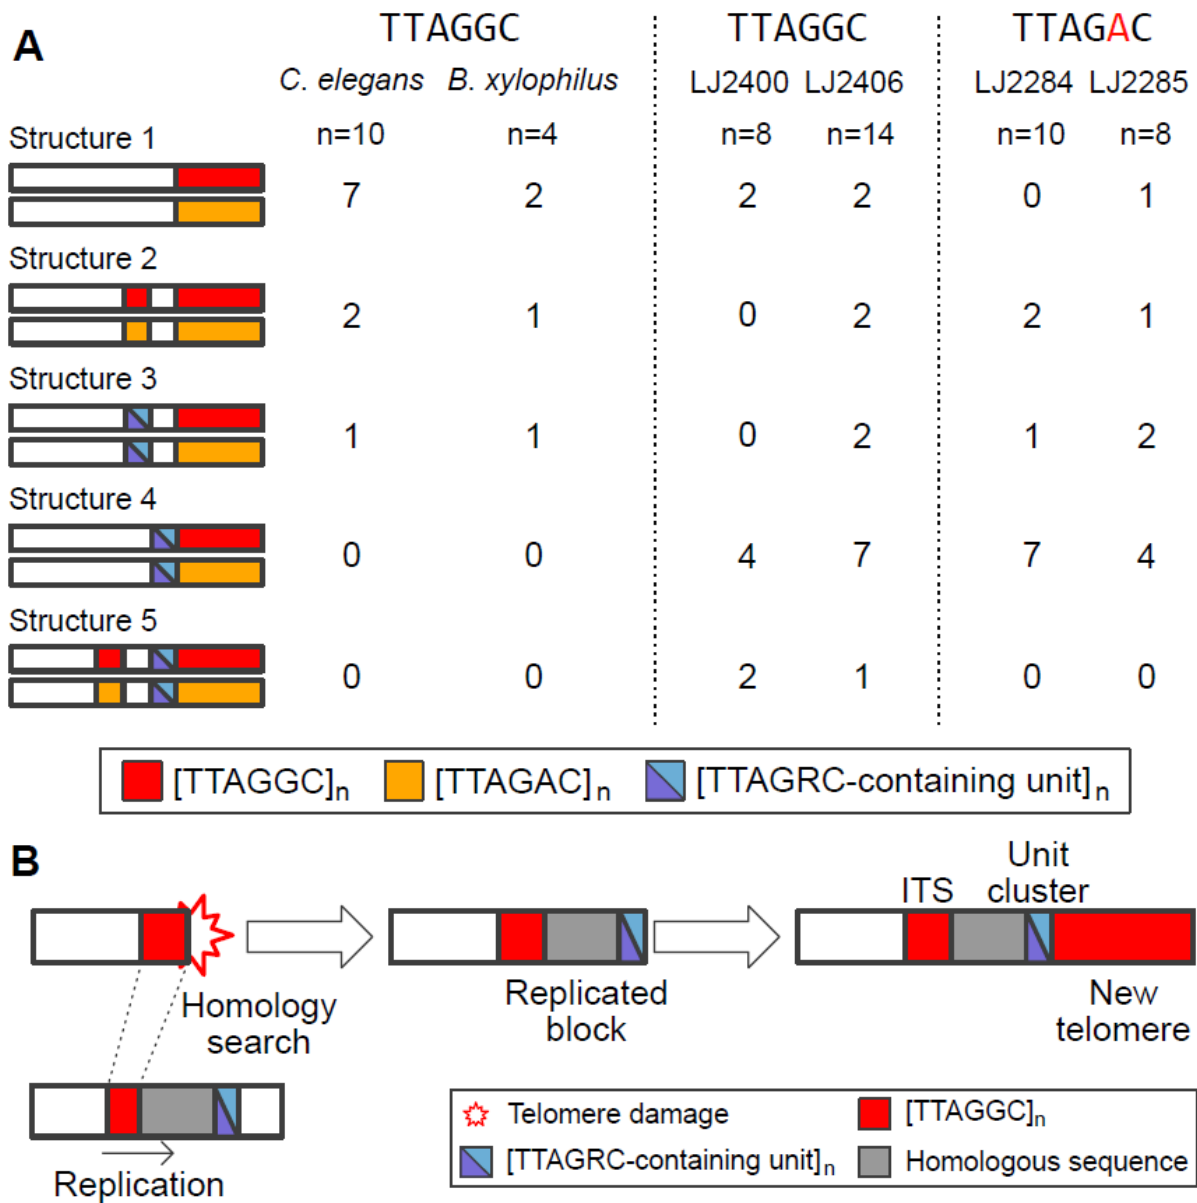 A
TTAGGC TTAGGC TTAGAC
C. elegans B. xylophilus LJ2400 LJ2406 LJ2284 LJ2285
n=10 n=4 n=8 n=14 n=10 n=8
Structure 1
7 2 2 2 0 1
Structure 2
2 1 0 2 2 1
Structure 3
1 1 0 2 1 2
Structure 4
0 0 4 7 7 4
Structure 5
0 0 2 1 0 0
[TTAGGC]n [TTAGAC]n [TTAGRC-containing unit]n
B
Homology
search
Replication
Replicated
block
ITS
Unit
cluster
New
telomere
Telomere damage [TTAGGC]n
[TTAGRC-containing unit]n Homologous sequence